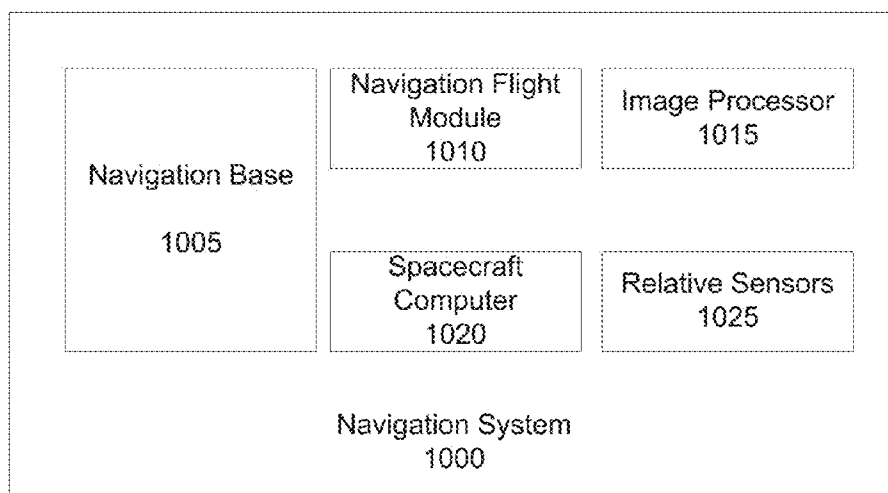 Navigation Base
1005
Navigation Flight
Module
1010
Image Processor
1015
Spacecraft
Computer
1020
Relative Sensors
1025
Navigation System
1000